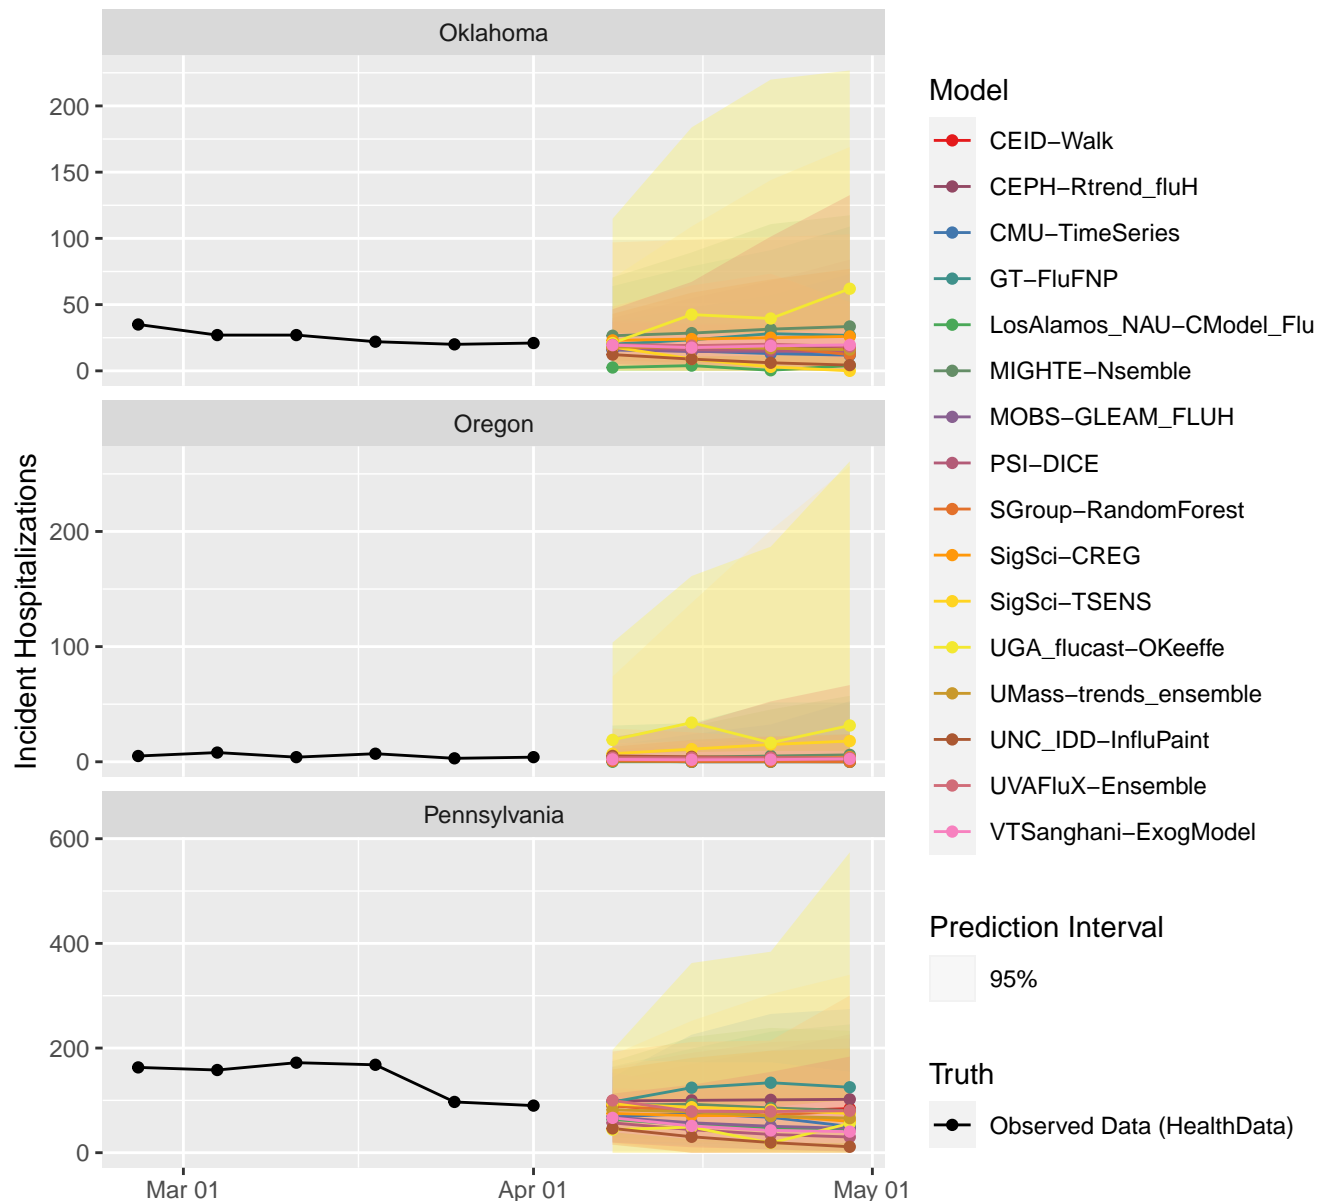 Oklahoma
200
150
100
50
0
Oregon
200
100
0
Pennsylvania
600
400
200
0
Mar 01
Apr 01
May 01
Incident Hospitalizations
Model
CEID−Walk
CEPH−Rtrend_fluH
CMU−TimeSeries
GT−FluFNP
LosAlamos_NAU−CModel_Flu
MIGHTE−Nsemble
MOBS−GLEAM_FLUH
PSI−DICE
SGroup−RandomForest
SigSci−CREG
SigSci−TSENS
UGA_flucast−OKeeffe
UMass−trends_ensemble
UNC_IDD−InfluPaint
UVAFluX−Ensemble
VTSanghani−ExogModel
Prediction Interval
95%
Truth
Observed Data (HealthData)